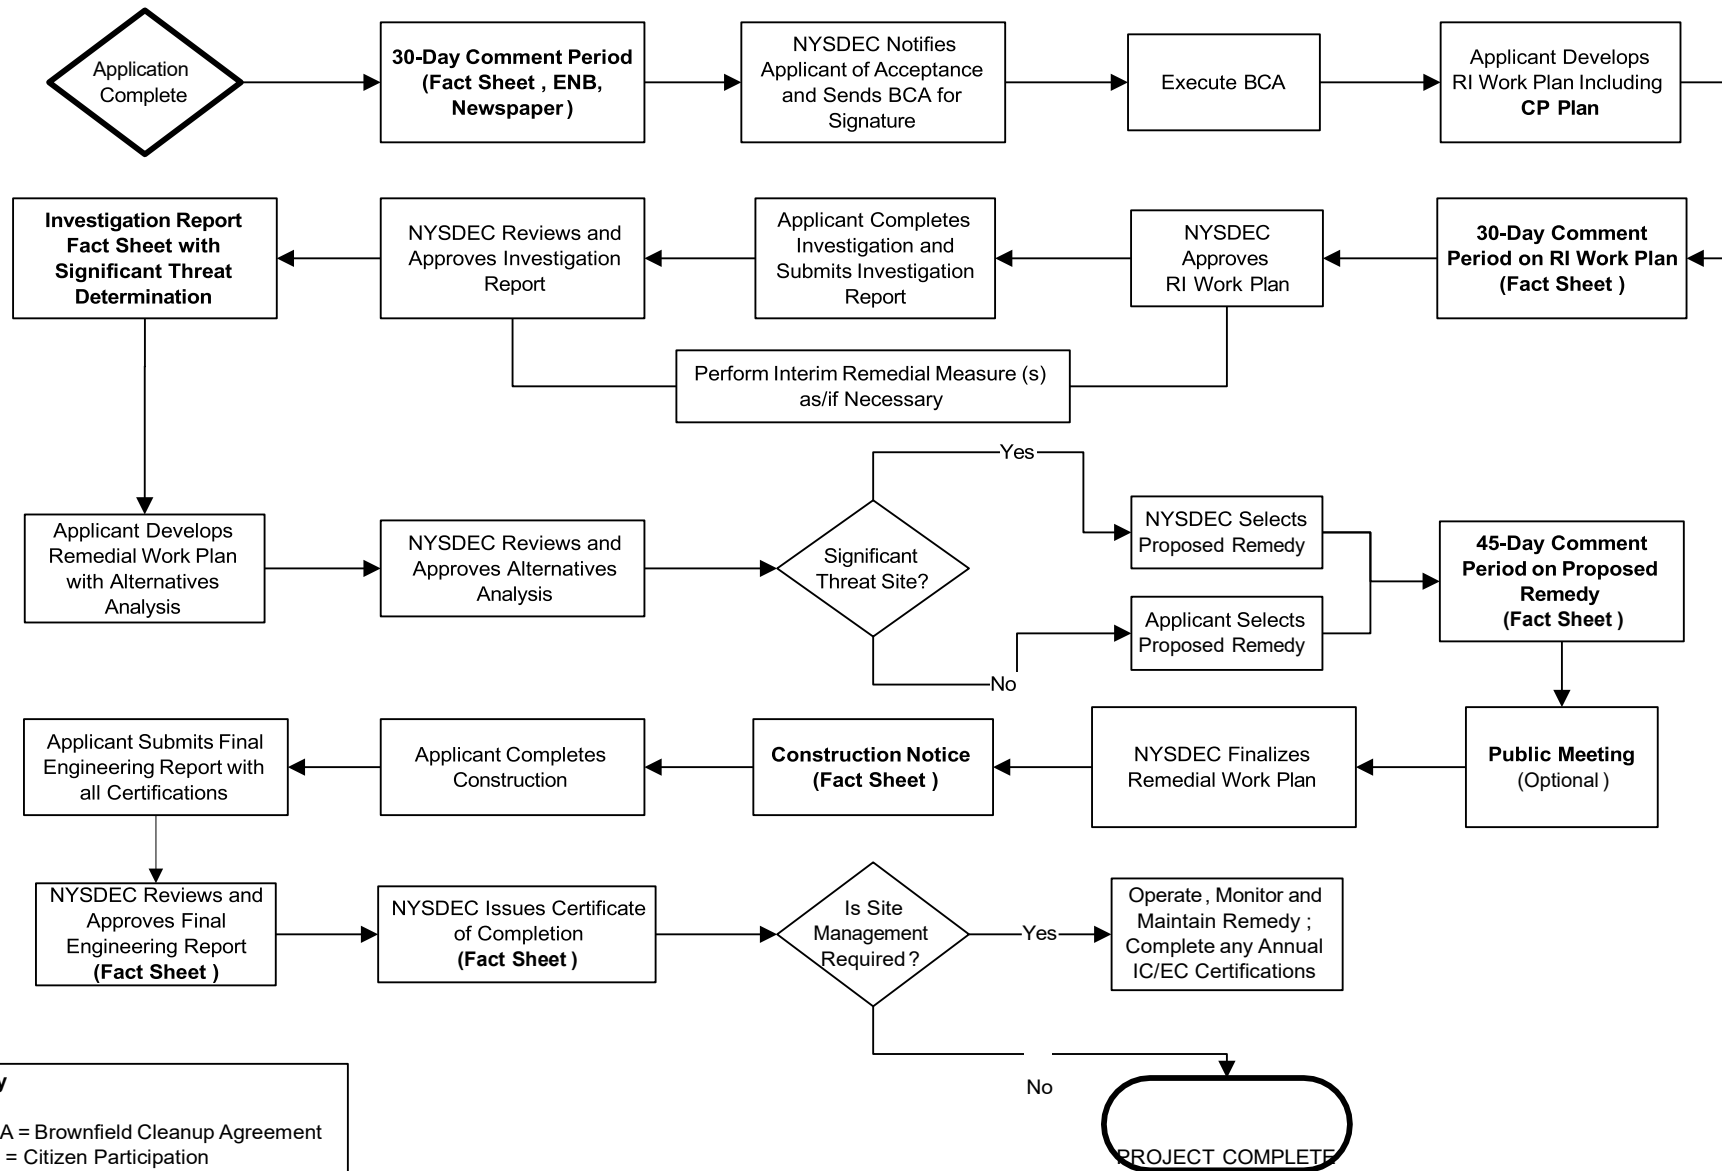 Application
Complete
30-Day Comment Period
(Fact Sheet , ENB,
Newspaper )
NYSDEC Notifies
Applicant of Acceptance
and Sends BCA for
Signature
Execute BCA
Applicant Develops
RI Work Plan Including
CP Plan
30-Day Comment
Period on RI Work Plan
(Fact Sheet )
NYSDEC
Approves
RI Work Plan
Applicant Completes
Investigation and
Submits Investigation
Report
NYSDEC Reviews and
Approves Investigation
Report
Investigation Report
Fact Sheet with
Significant Threat
Determination
Perform Interim Remedial Measure (s)
as/if Necessary
Applicant Develops
Remedial Work Plan
with Alternatives
Analysis
NYSDEC Reviews and
Approves Alternatives
Analysis
Significant
Threat Site?
Yes
NYSDEC Selects
Proposed Remedy
No
Applicant Selects
Proposed Remedy
45-Day Comment
Period on Proposed
Remedy
(Fact Sheet )
Public Meeting
(Optional )
NYSDEC Finalizes
Remedial Work Plan
Construction Notice
(Fact Sheet )
Applicant Completes
Construction
Applicant Submits Final
Engineering Report with
all Certifications
NYSDEC Reviews and
Approves Final
Engineering Report
(Fact Sheet )
NYSDEC Issues Certificate
of Completion
(Fact Sheet )
Is Site
Management
Required ?
Yes
Operate , Monitor and
Maintain Remedy ;
Complete any Annual
IC/EC Certifications
No
PROJECT COMPLETE
y
A = Brownfield Cleanup Agreement
= Citizen Participation